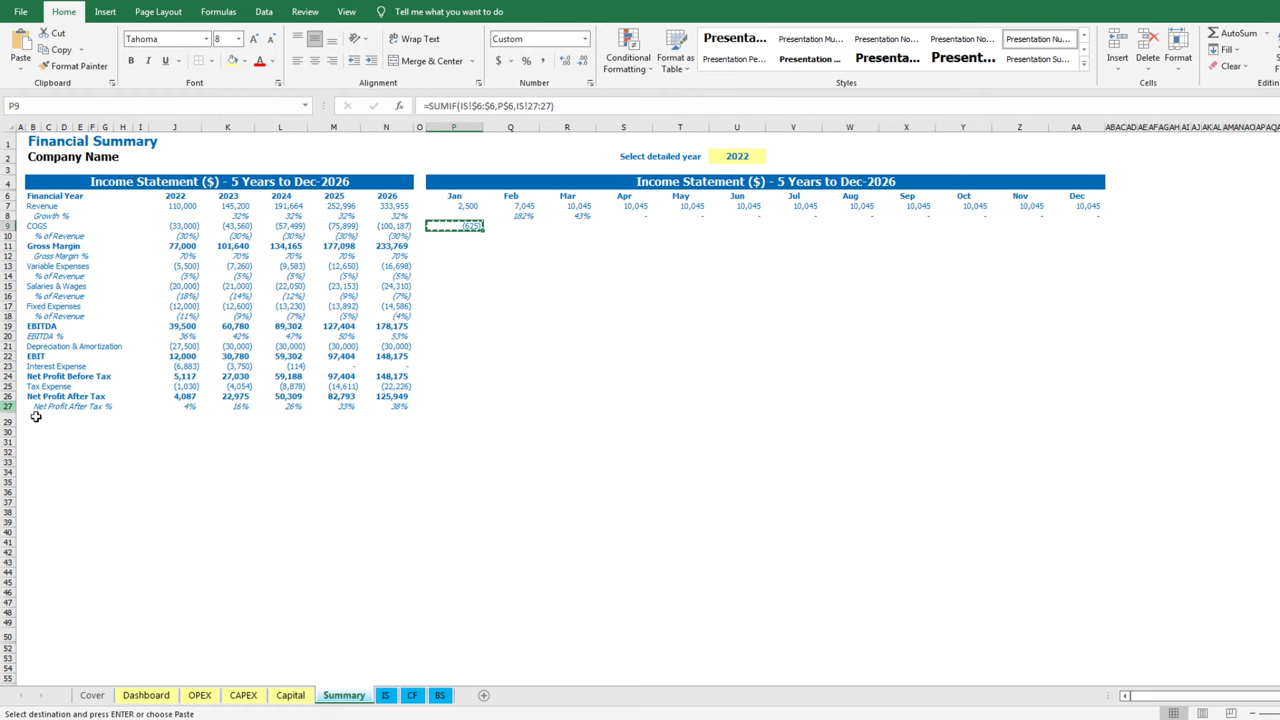 File Home Insert Page Layout Formulas Data Review View Tell me what you want to do
Cut
Copy
Format Painter
Paste
Clipboard
Tahoma 8
B I U
Font
Wrap Text
Merge & Center
Alignment
Custom
$ % ,
Number
Conditional Formatting
Format as Table
Presenta... Presentation Mu... Presentation No... Presentation No... Presentation Nu...
Presentation Pe... Presentation ... Presenta... Present... Presentation Su...
Styles
Insert Delete Format
Cells
AutoSum
Fill
Clear
Editin
P9 =SUMIF(IS!$6:$6,P$6,IS!27:27)
Financial Summary
Company Name
Select detailed year 2022
Income Statement ($) - 5 Years to Dec-2026 Income Statement ($) - 5 Years to Dec-2026
Financial Year 2022 2023 2024 2025 2026 Jan Feb Mar Apr May Jun Jul Aug Sep Oct Nov Dec
Revenue 110,000 145,200 191,664 252,996 333,955 2,500 7,045 10,045 10,045 10,045 10,045 10,045 10,045 10,045 10,045 10,045 10,045
Growth % 32% 32% 32% 32% 182% 43% - - - - - - - - -
COGS (33,000) (43,560) (57,499) (75,899) (100,187) (625)
% of Revenue (30%) (30%) (30%) (30%) (30%)
Gross Margin 77,000 101,640 134,165 177,098 233,769
Gross Margin % 70% 70% 70% 70% 70%
Variable Expenses (5,500) (7,260) (9,583) (12,650) (16,698)
% of Revenue (5%) (5%) (5%) (5%) (5%)
Salaries & Wages (20,000) (21,000) (22,050) (23,153) (24,310)
% of Revenue (18%) (14%) (12%) (9%) (7%)
Fixed Expenses (12,000) (12,600) (13,230) (13,892) (14,586)
% of Revenue (11%) (9%) (7%) (5%) (4%)
EBITDA 39,500 60,780 89,302 127,404 178,175
EBITDA % 36% 42% 47% 50% 53%
Depreciation & Amortization (27,500) (30,000) (30,000) (30,000) (30,000)
EBIT 12,000 30,780 59,302 97,404 148,175
Interest Expense (6,883) (3,750) (114) - -
Net Profit Before Tax 5,117 27,030 59,188 97,404 148,175
Tax Expense (1,030) (4,054) (8,878) (14,611) (22,226)
Net Profit After Tax 4,087 22,975 50,309 82,793 125,949
Net Profit After Tax % 4% 16% 26% 33% 38%
Cover Dashboard OPEX CAPEX Capital Summary IS CF BS
Select destination and press ENTER or choose Paste